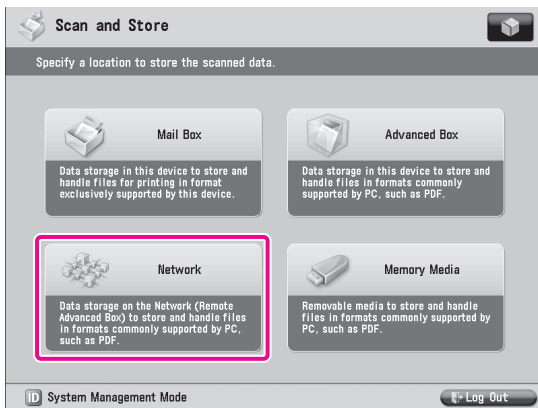 Scan and Store
Specify a location to store the scanned data.
Mail Box
Data storage in this device to store and
handle files for printing in format
exclusively supported by this device.
Advanced Box
Data storage in this device to store and
handle files in formats commonly
supported by PC, such as PDF.
Network
Data storage on the Network (Remote
Advanced Box) to store and handle files
in formats commonly supported by PC,
such as PDF.
Memory Media
Removable media to store and handle
files in formats commonly supported by
PC, such as PDF.
ID System Management Mode
Log Out